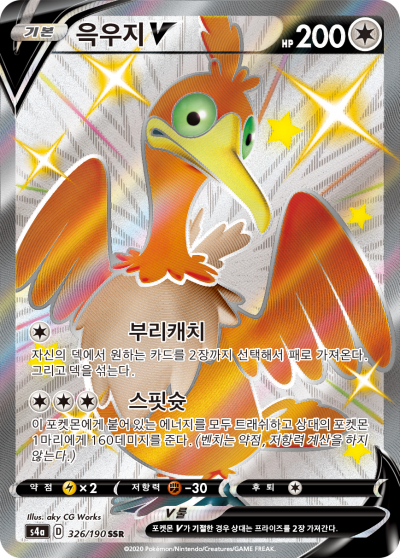 기본 윽우지V HP 200
부리캐치
자신의 덱에서 원하는 카드를 2장까지 선택해서 패로 가져온다.
그리고 덱을 섞는다.
스핏슛
이 포켓몬에게 붙어 있는 에너지를 모두 트래쉬하고 상대의 포켓몬
1마리에게 160데미지를 준다. (벤치는 약점, 저항력 계산을 하지
않는다.)
약점 ×2 저항력 -30 후퇴
Illus. aky CG Works
V룰
s4a D 326/190 SSR
포켓몬 V가 기절한 경우 상대는 프라이즈를 2장 가져간다.
©2020 Pokémon/Nintendo/Creatures/GAME FREAK.